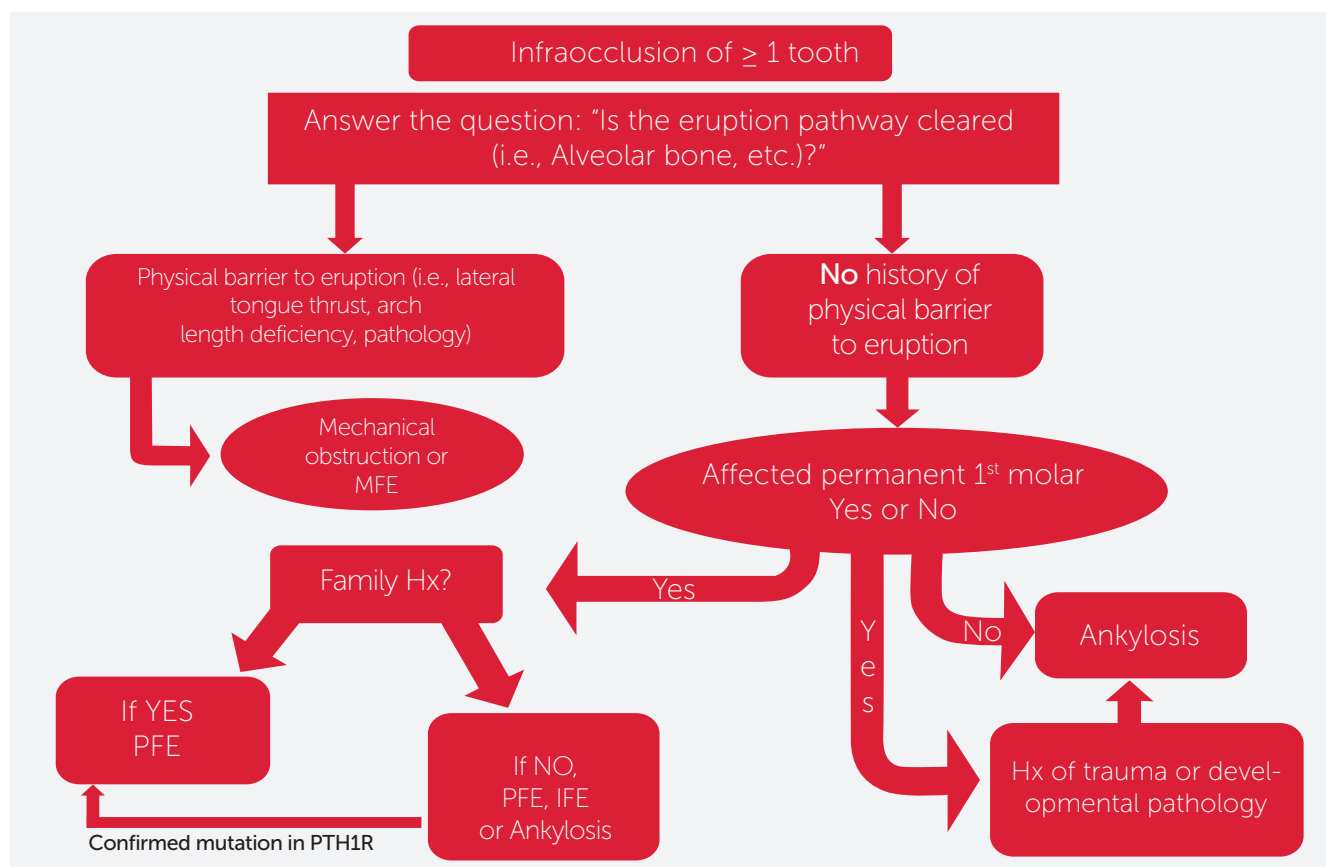 Infraocclusion of ≥ 1 tooth
Answer the question: "Is the eruption pathway cleared
(i.e., Alveolar bone, etc.)?"
Physical barrier to eruption (i.e., lateral
tongue thrust, arch
length deficiency, pathology)
No history of
physical barrier
to eruption
Mechanical
obstruction or
MFE
Affected permanent 1st molar
Yes or No
Family Hx?
Yes
Yes
No
Ankylosis
If YES
PFE
If NO,
PFE, IFE
or Ankylosis
Hx of trauma or devel-
opmental pathology
Confirmed mutation in PTH1R